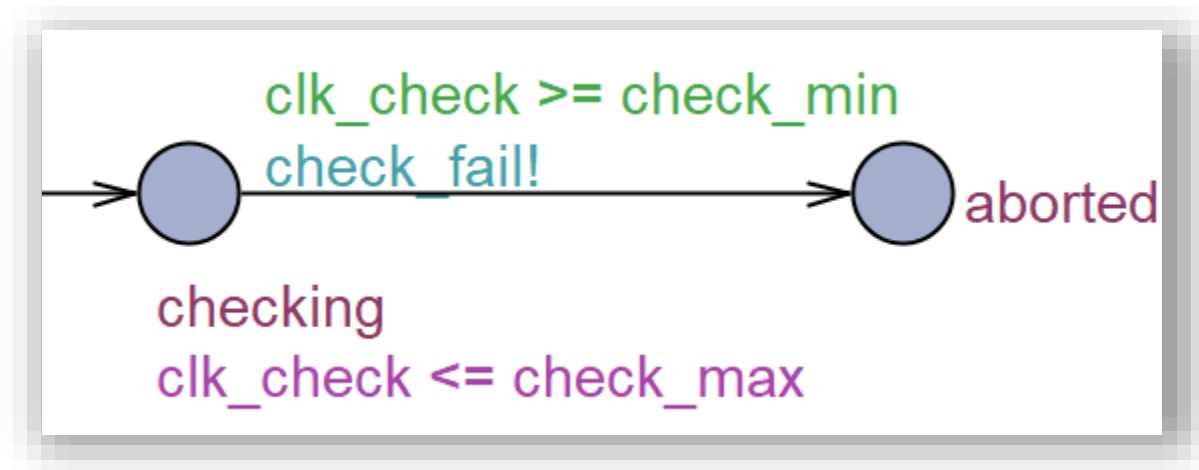 clk_check >= check_min
check_fail!
aborted
checking
clk_check <= check_max